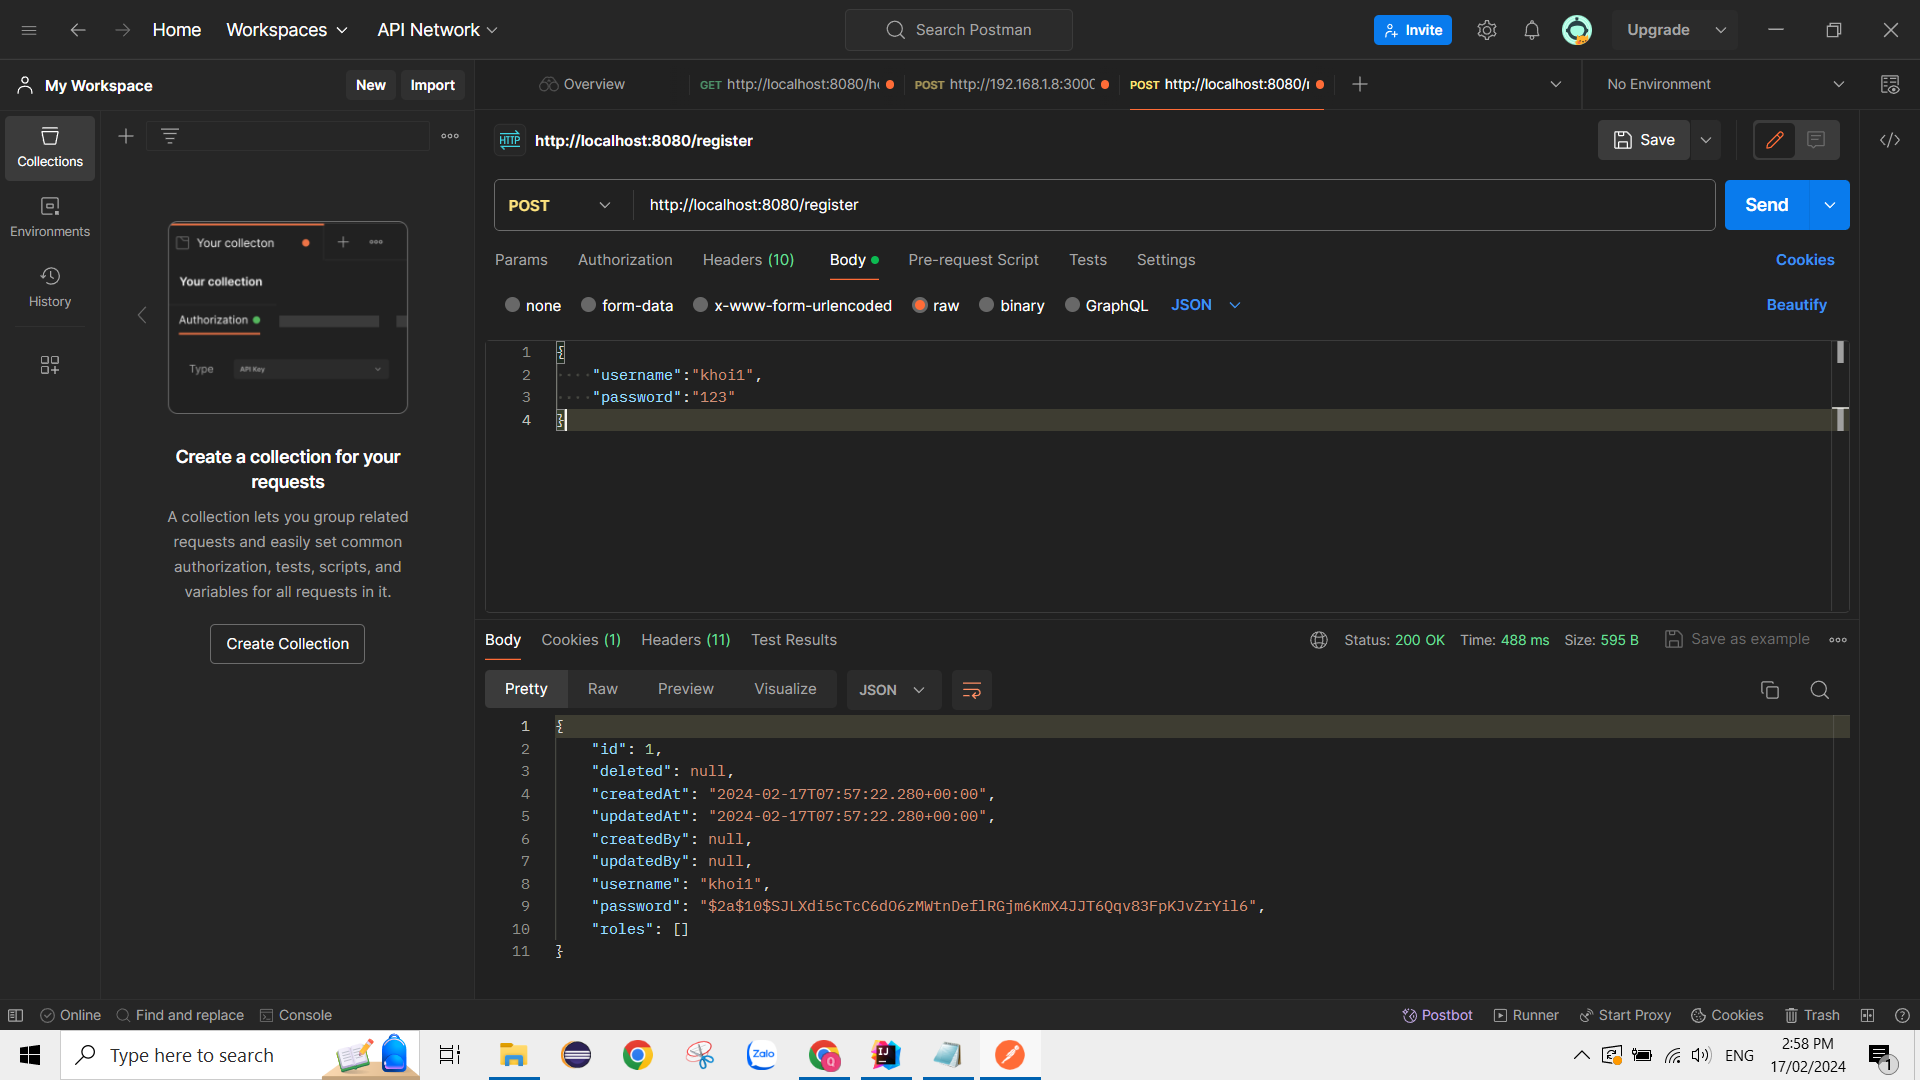 Home
Workspaces
API Network
Search Postman
Invite
Upgrade
My Workspace
New
Import
Overview
GET http://localhost:8080/h
POST http://192.168.1.8:3000
POST http://localhost:8080/r
No Environment
Collections
Environments
History
Your collecton
Your collection
Authorization
Type
API Key
Create a collection for your
requests
A collection lets you group related
requests and easily set common
authorization, tests, scripts, and
variables for all requests in it.
Create Collection
HTTP
http://localhost:8080/register
Save
POST
http://localhost:8080/register
Send
Params
Authorization
Headers (10)
Body
Pre-request Script
Tests
Settings
Cookies
none
form-data
x-www-form-urlencoded
raw
binary
GraphQL
JSON
Beautify
1 {
2 "username":"khoi1",
3 "password":"123"
4 }
Body
Cookies (1)
Headers (11)
Test Results
Status: 200 OK
Time: 488 ms
Size: 595 B
Save as example
Pretty
Raw
Preview
Visualize
JSON
1 {
2 "id": 1,
3 "deleted": null,
4 "createdAt": "2024-02-17T07:57:22.280+00:00",
5 "updatedAt": "2024-02-17T07:57:22.280+00:00",
6 "createdBy": null,
7 "updatedBy": null,
8 "username": "khoi1",
9 "password": "$2a$10$SJLXdi5cTcC6dO6zMWtnDeflRGjm6KmX4JJT6Qqv83FpKJvZrYil6",
10 "roles": []
11 }
Online
Find and replace
Console
Postbot
Runner
Start Proxy
Cookies
Trash
Type here to search
Zalo
Q
IJ
ENG
2:58 PM
17/02/2024
1